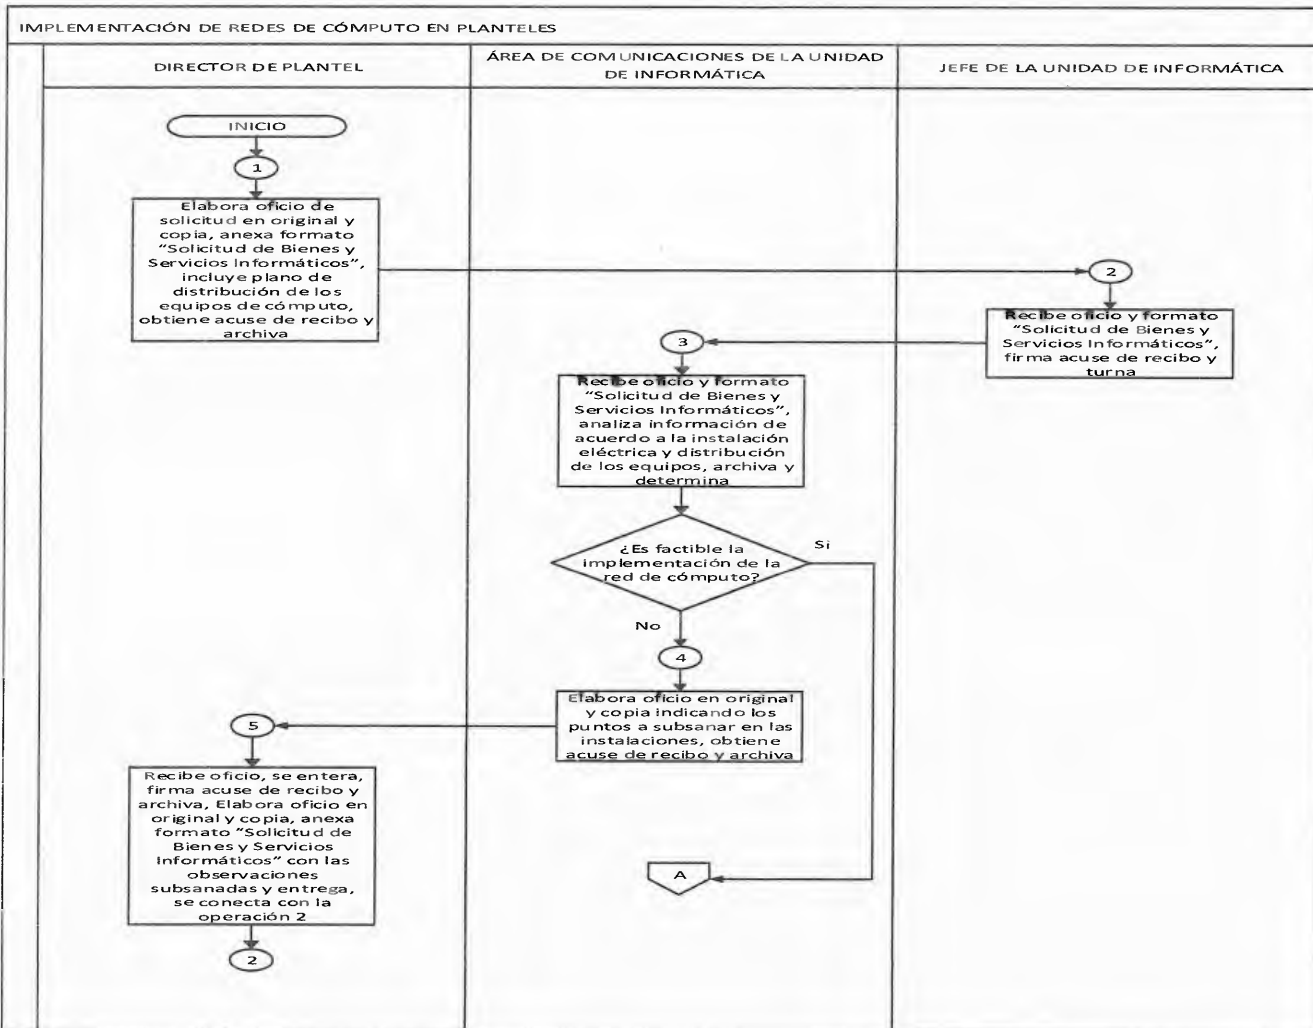 IMPLEMENTACIÓN DE REDES DE CÓMPUTO EN PLANTELES
DIRECTOR DE PLANTEL
ÁREA DE COMUNICACIONES DE LA UNIDAD
DE INFORMÁTICA
JEFE DE LA UNIDAD DE INFORMÁTICA
INICIO
1
Elabora oficio de
solicitud en original y
copia, anexa formato
"Solicitud de Bienes y
Servicios Informáticos",
incluye plano de
distribución de los
equipos de cómputo,
obtiene acuse de recibo y
archiva
2
Recibe oficio y formato
"Solicitud de Bienes y
Servicios Informáticos",
firma acuse de recibo y
turna
3
Recibe oficio y formato
"Solicitud de Bienes y
Servicios Informáticos",
analiza información de
acuerdo a la instalación
eléctrica y distribución
de los equipos, archiva y
determina
¿Es factible la
implementación de la
red de cómputo?
Si
No
4
Elabora oficio en original
y copia indicando los
puntos a subsanar en las
instalaciones, obtiene
acuse de recibo y archiva
5
Recibe oficio, se entera,
firma acuse de recibo y
archiva, Elabora oficio en
original y copia, anexa
formato "Solicitud de
Bienes y Servicios
Informáticos" con las
observaciones
subsanadas y entrega,
se conecta con la
operación 2
A
2